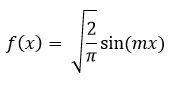 f(x) = √(2/π) sin(mx)